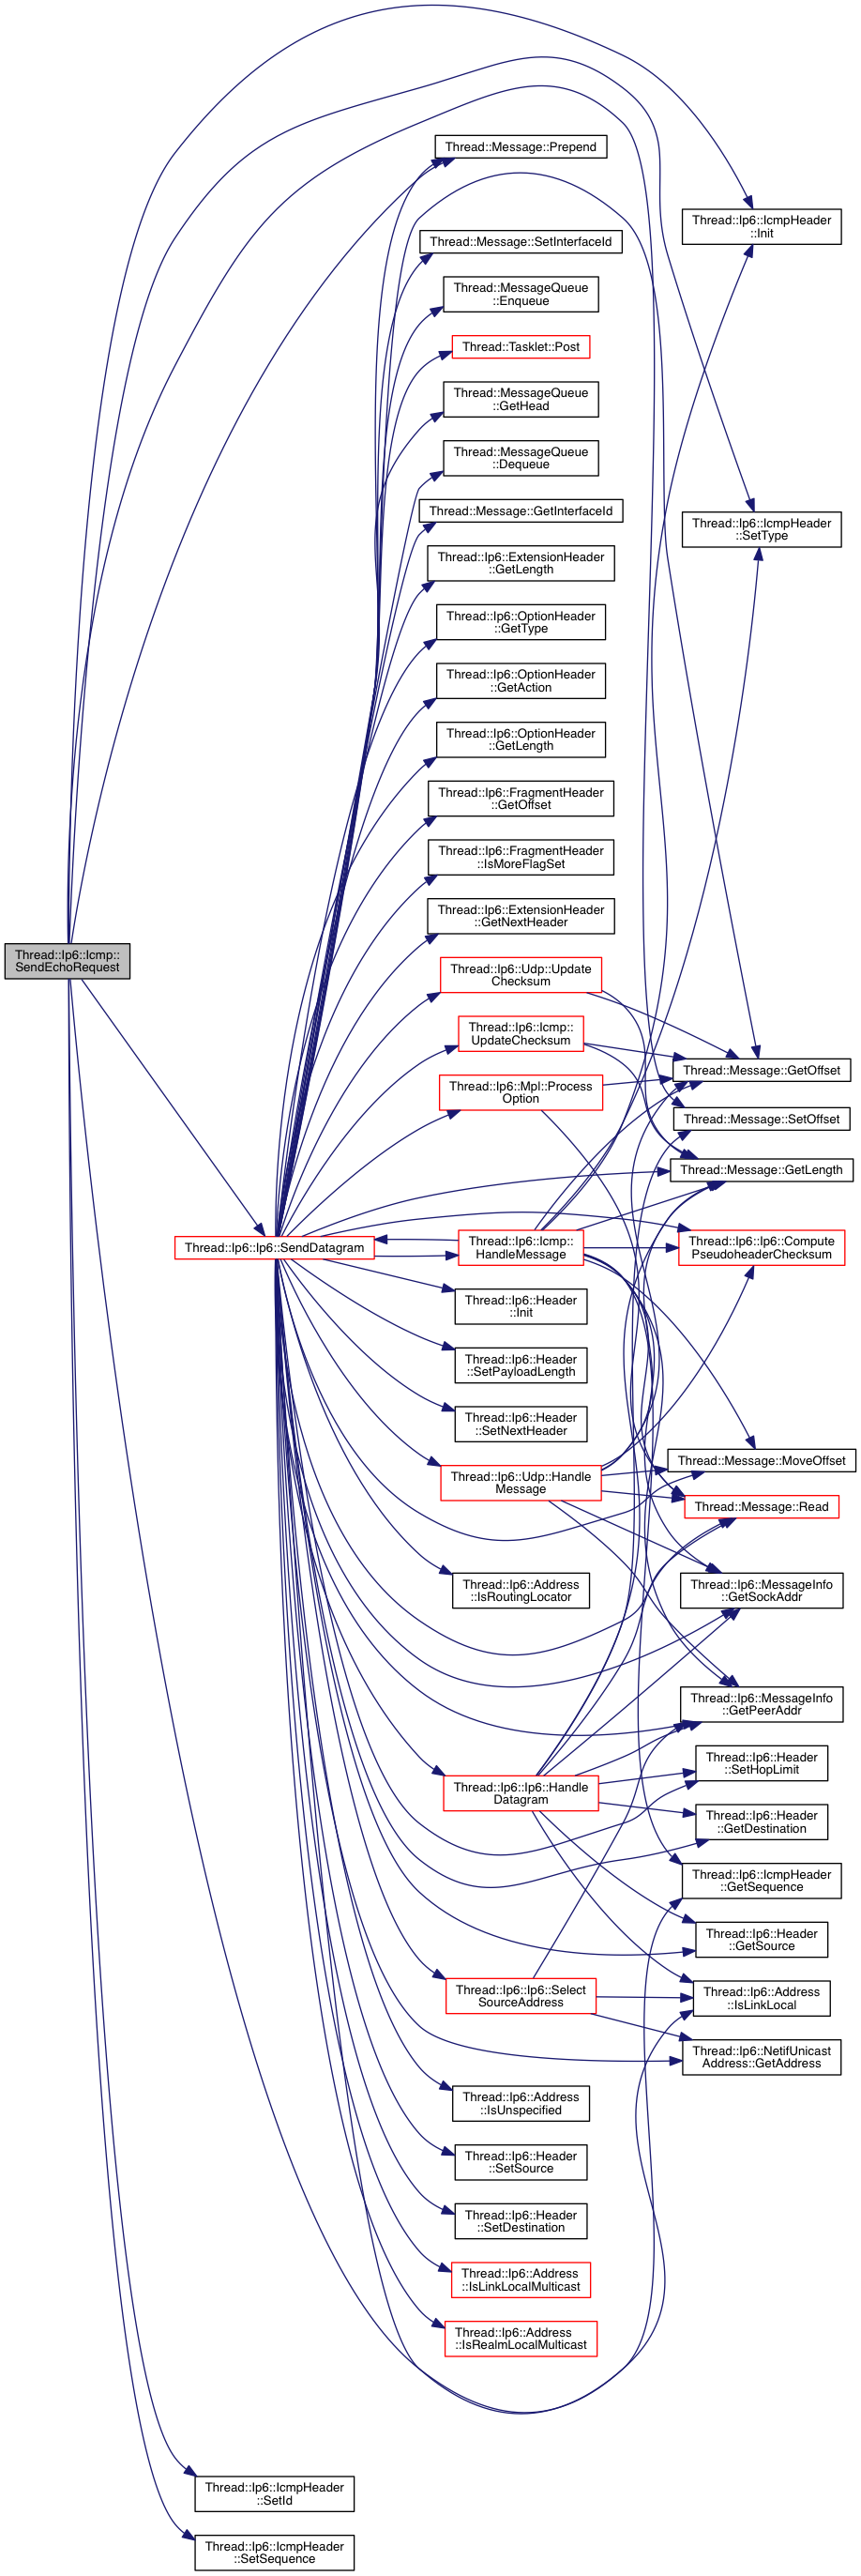 Thread::Message::Prepend
Thread::Ip6::IcmpHeader
::Init
Thread::Message::SetInterfaceId
Thread::MessageQueue
::Enqueue
Thread::Tasklet::Post
Thread::MessageQueue
::GetHead
Thread::MessageQueue
::Dequeue
Thread::Message::GetInterfaceId
Thread::Ip6::IcmpHeader
::SetType
Thread::Ip6::ExtensionHeader
::GetLength
Thread::Ip6::OptionHeader
::GetType
Thread::Ip6::OptionHeader
::GetAction
Thread::Ip6::OptionHeader
::GetLength
Thread::Ip6::FragmentHeader
::GetOffset
Thread::Ip6::FragmentHeader
::IsMoreFlagSet
Thread::Ip6::ExtensionHeader
::GetNextHeader
Thread::Ip6::Icmp::
SendEchoRequest
Thread::Ip6::Udp::Update
Checksum
Thread::Ip6::Icmp::
UpdateChecksum
Thread::Message::GetOffset
Thread::Ip6::Mpl::Process
Option
Thread::Message::SetOffset
Thread::Message::GetLength
Thread::Ip6::Ip6::SendDatagram
Thread::Ip6::Icmp::
HandleMessage
Thread::Ip6::Ip6::Compute
PseudoheaderChecksum
Thread::Ip6::Header
::Init
Thread::Ip6::Header
::SetPayloadLength
Thread::Ip6::Header
::SetNextHeader
Thread::Message::MoveOffset
Thread::Ip6::Udp::Handle
Message
Thread::Message::Read
Thread::Ip6::Address
::IsRoutingLocator
Thread::Ip6::MessageInfo
::GetSockAddr
Thread::Ip6::MessageInfo
::GetPeerAddr
Thread::Ip6::Header
::SetHopLimit
Thread::Ip6::Ip6::Handle
Datagram
Thread::Ip6::Header
::GetDestination
Thread::Ip6::IcmpHeader
::GetSequence
Thread::Ip6::Header
::GetSource
Thread::Ip6::Ip6::Select
SourceAddress
Thread::Ip6::Address
::IsLinkLocal
Thread::Ip6::NetifUnicast
Address::GetAddress
Thread::Ip6::Address
::IsUnspecified
Thread::Ip6::Header
::SetSource
Thread::Ip6::Header
::SetDestination
Thread::Ip6::Address
::IsLinkLocalMulticast
Thread::Ip6::Address
::IsRealmLocalMulticast
Thread::Ip6::IcmpHeader
::SetId
Thread::Ip6::IcmpHeader
::SetSequence